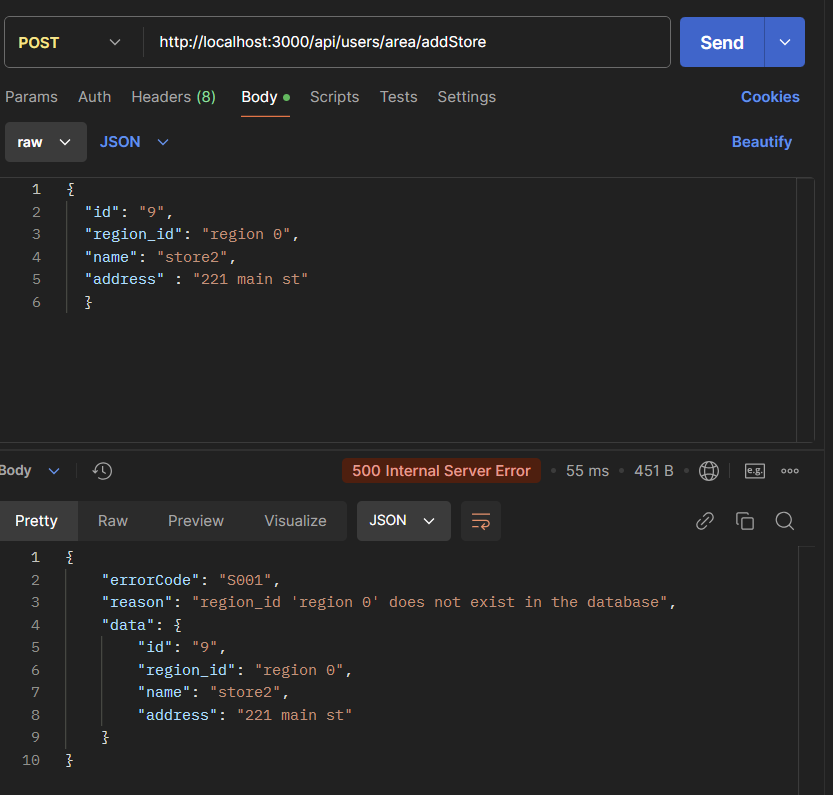 POST http://localhost:3000/api/users/area/addStore Send
Params Auth Headers (8) Body Scripts Tests Settings Cookies
raw JSON Beautify
1 {
2 "id": "9",
3 "region_id": "region 0",
4 "name": "store2",
5 "address" : "221 main st"
6 }
Body 500 Internal Server Error 55 ms 451 B e.g.
Pretty Raw Preview Visualize JSON
1 {
2 "errorCode": "S001",
3 "reason": "region_id 'region 0' does not exist in the database",
4 "data": {
5 "id": "9",
6 "region_id": "region 0",
7 "name": "store2",
8 "address": "221 main st"
9 }
10 }